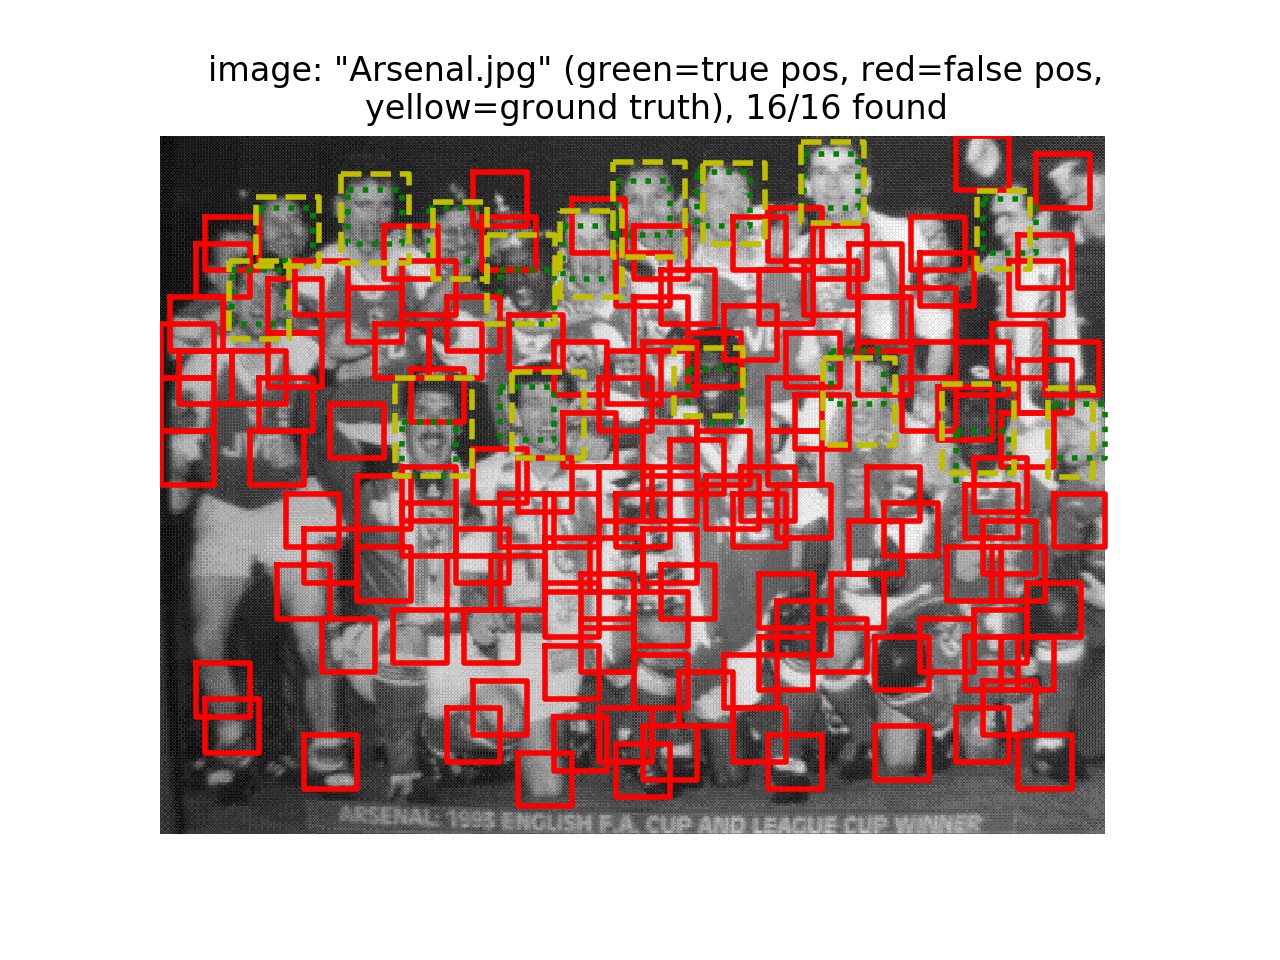 image: "Arsenal.jpg" (green=true pos, red=false pos,
yellow=ground truth), 16/16 found
ARSENAL: 1993 ENGLISH F.A. CUP AND LEAGUE CUP WINNER